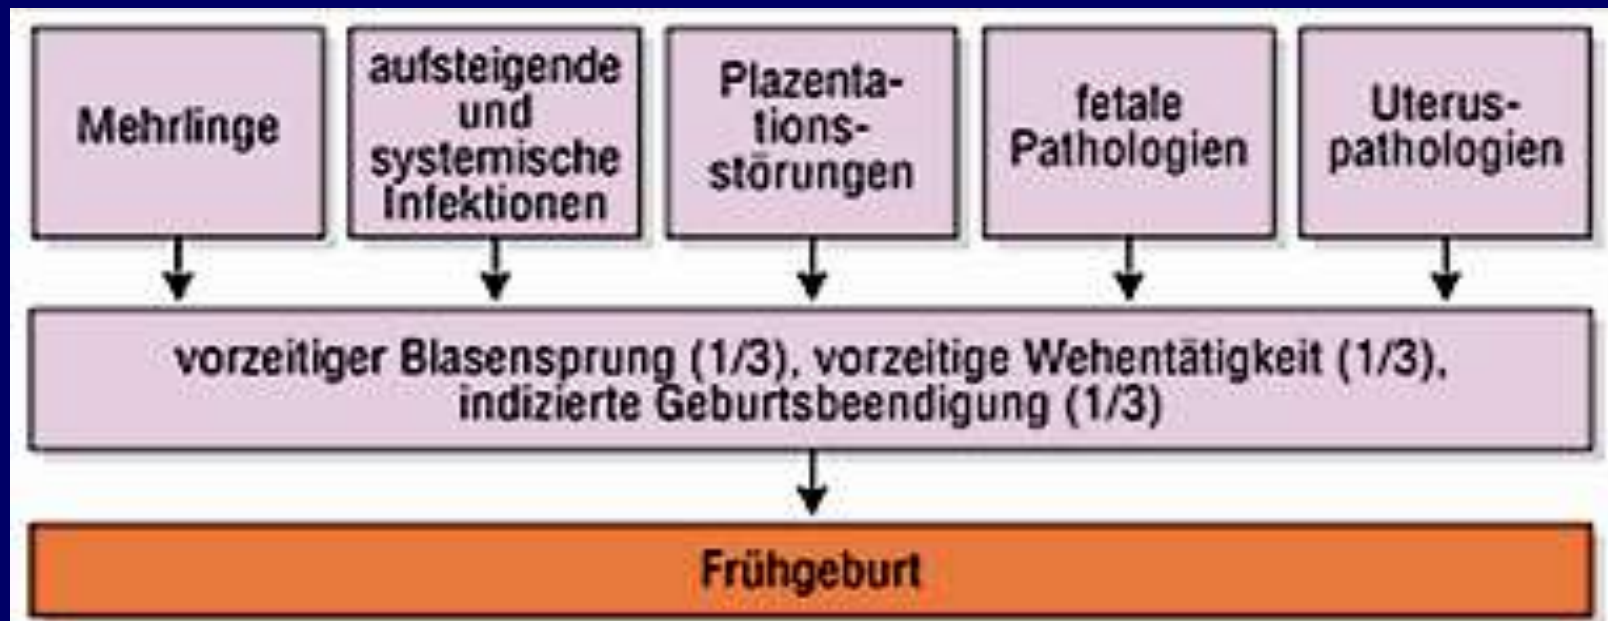 Mehrlinge
aufsteigende
und
systemische
Infektionen
Plazenta-
tions-
störungen
fetale
Pathologien
Uterus-
pathologien
vorzeitiger Blasensprung (1/3), vorzeitige Wehentätigkeit (1/3),
indizierte Geburtsbeendigung (1/3)
Frühgeburt